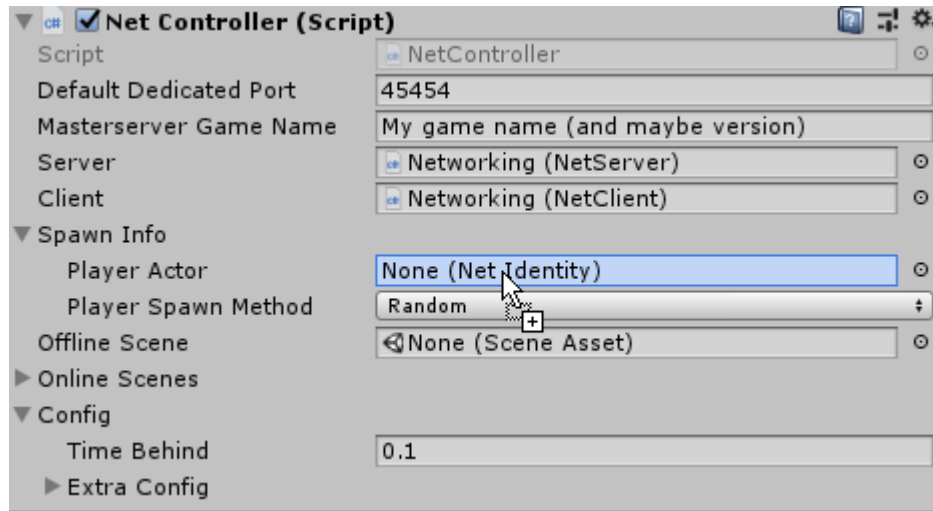 Net Controller (Script)
Script NetController
Default Dedicated Port 45454
Masterserver Game Name My game name (and maybe version)
Server Networking (NetServer)
Client Networking (NetClient)
Spawn Info
Player Actor None (Net Identity)
Player Spawn Method Random
Offline Scene None (Scene Asset)
Online Scenes
Config
Time Behind 0.1
Extra Config